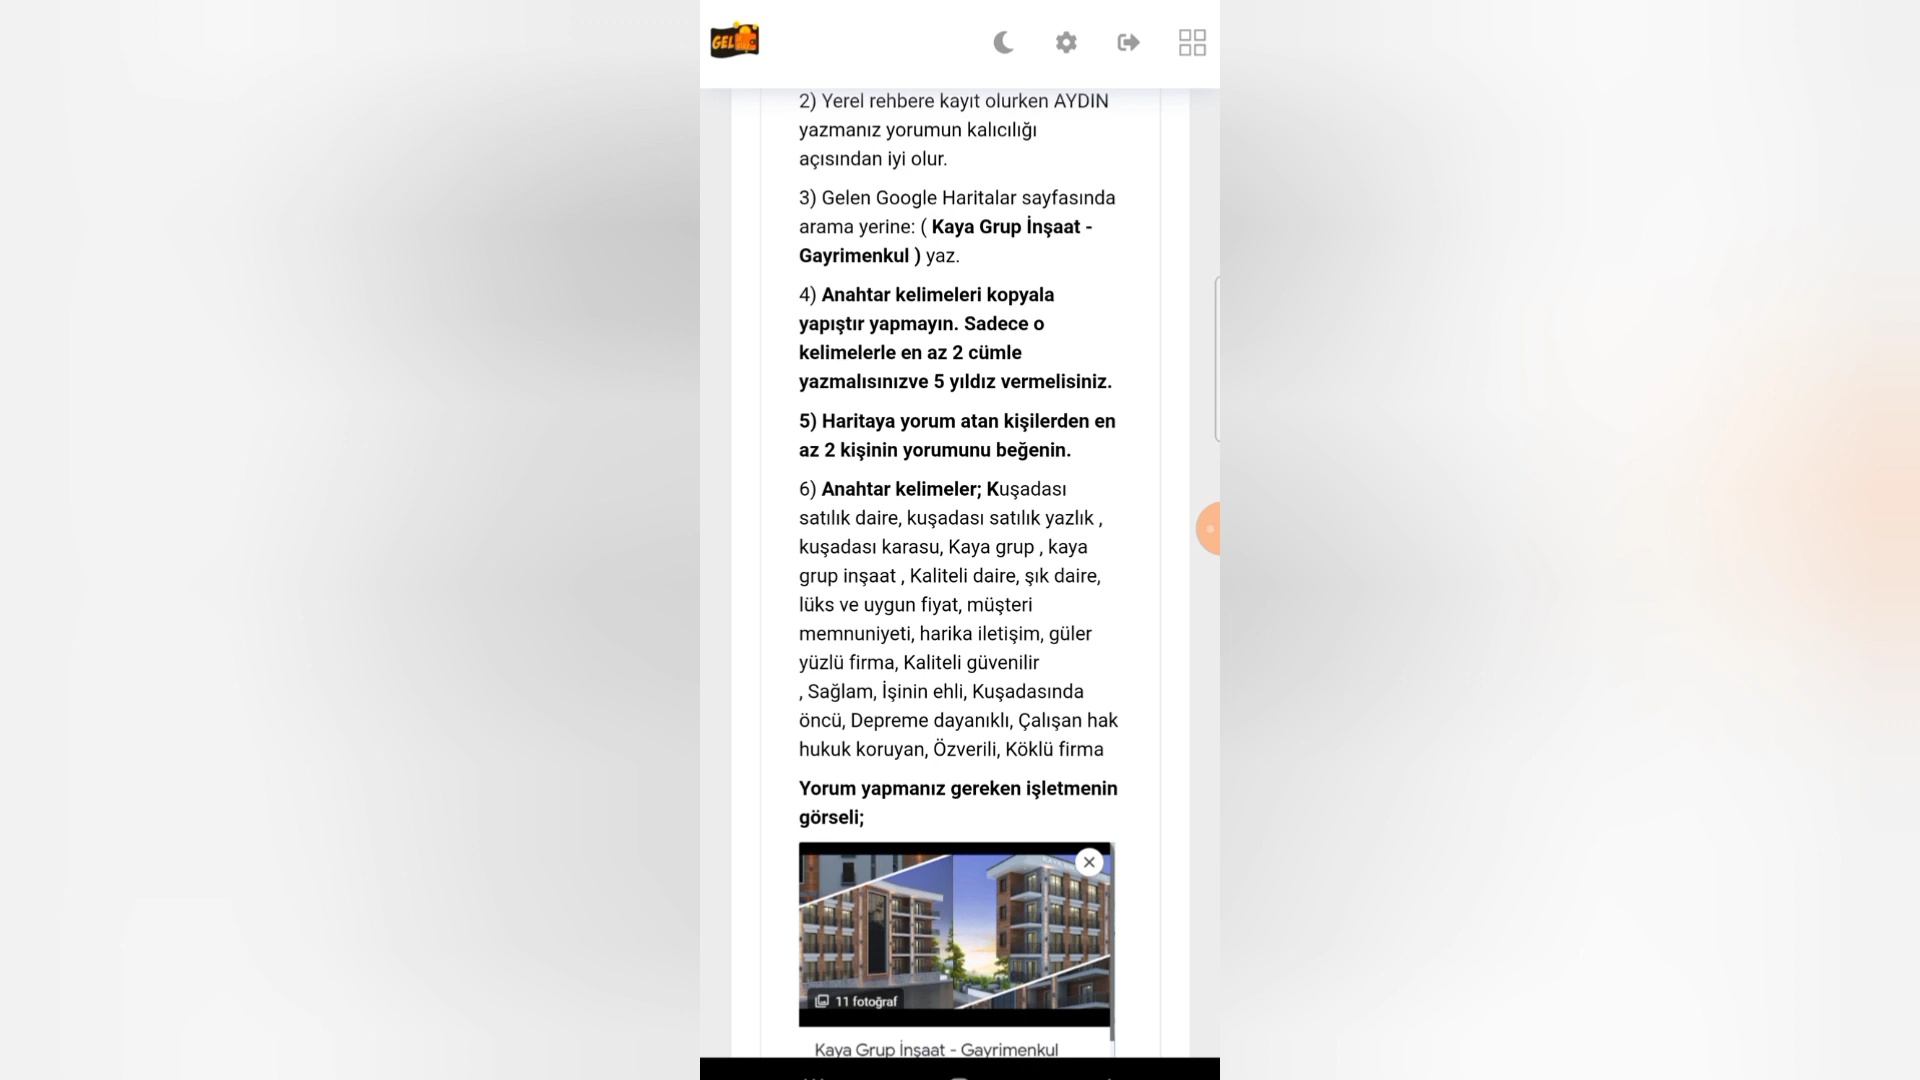 GEL
2) Yerel rehbere kayıt olurken AYDIN
yazmanız yorumun kalıcılığı
açısından iyi olur.
3) Gelen Google Haritalar sayfasında
arama yerine: ( Kaya Grup İnşaat -
Gayrimenkul ) yaz.
4) Anahtar kelimeleri kopyala
yapıştır yapmayın. Sadece o
kelimelerle en az 2 cümle
yazmalısınızve 5 yıldız vermelisiniz.
5) Haritaya yorum atan kişilerden en
az 2 kişinin yorumunu beğenin.
6) Anahtar kelimeler; Kuşadası
satılık daire, kuşadası satılık yazlık ,
kuşadası karasu, Kaya grup , kaya
grup inşaat , Kaliteli daire, şık daire,
lüks ve uygun fiyat, müşteri
memnuniyeti, harika iletişim, güler
yüzlü firma, Kaliteli güvenilir
, Sağlam, İşinin ehli, Kuşadasında
öncü, Depreme dayanıklı, Çalışan hak
hukuk koruyan, Özverili, Köklü firma
Yorum yapmanız gereken işletmenin
görseli;
11 fotoğraf
Kaya Grup İnşaat - Gayrimenkul